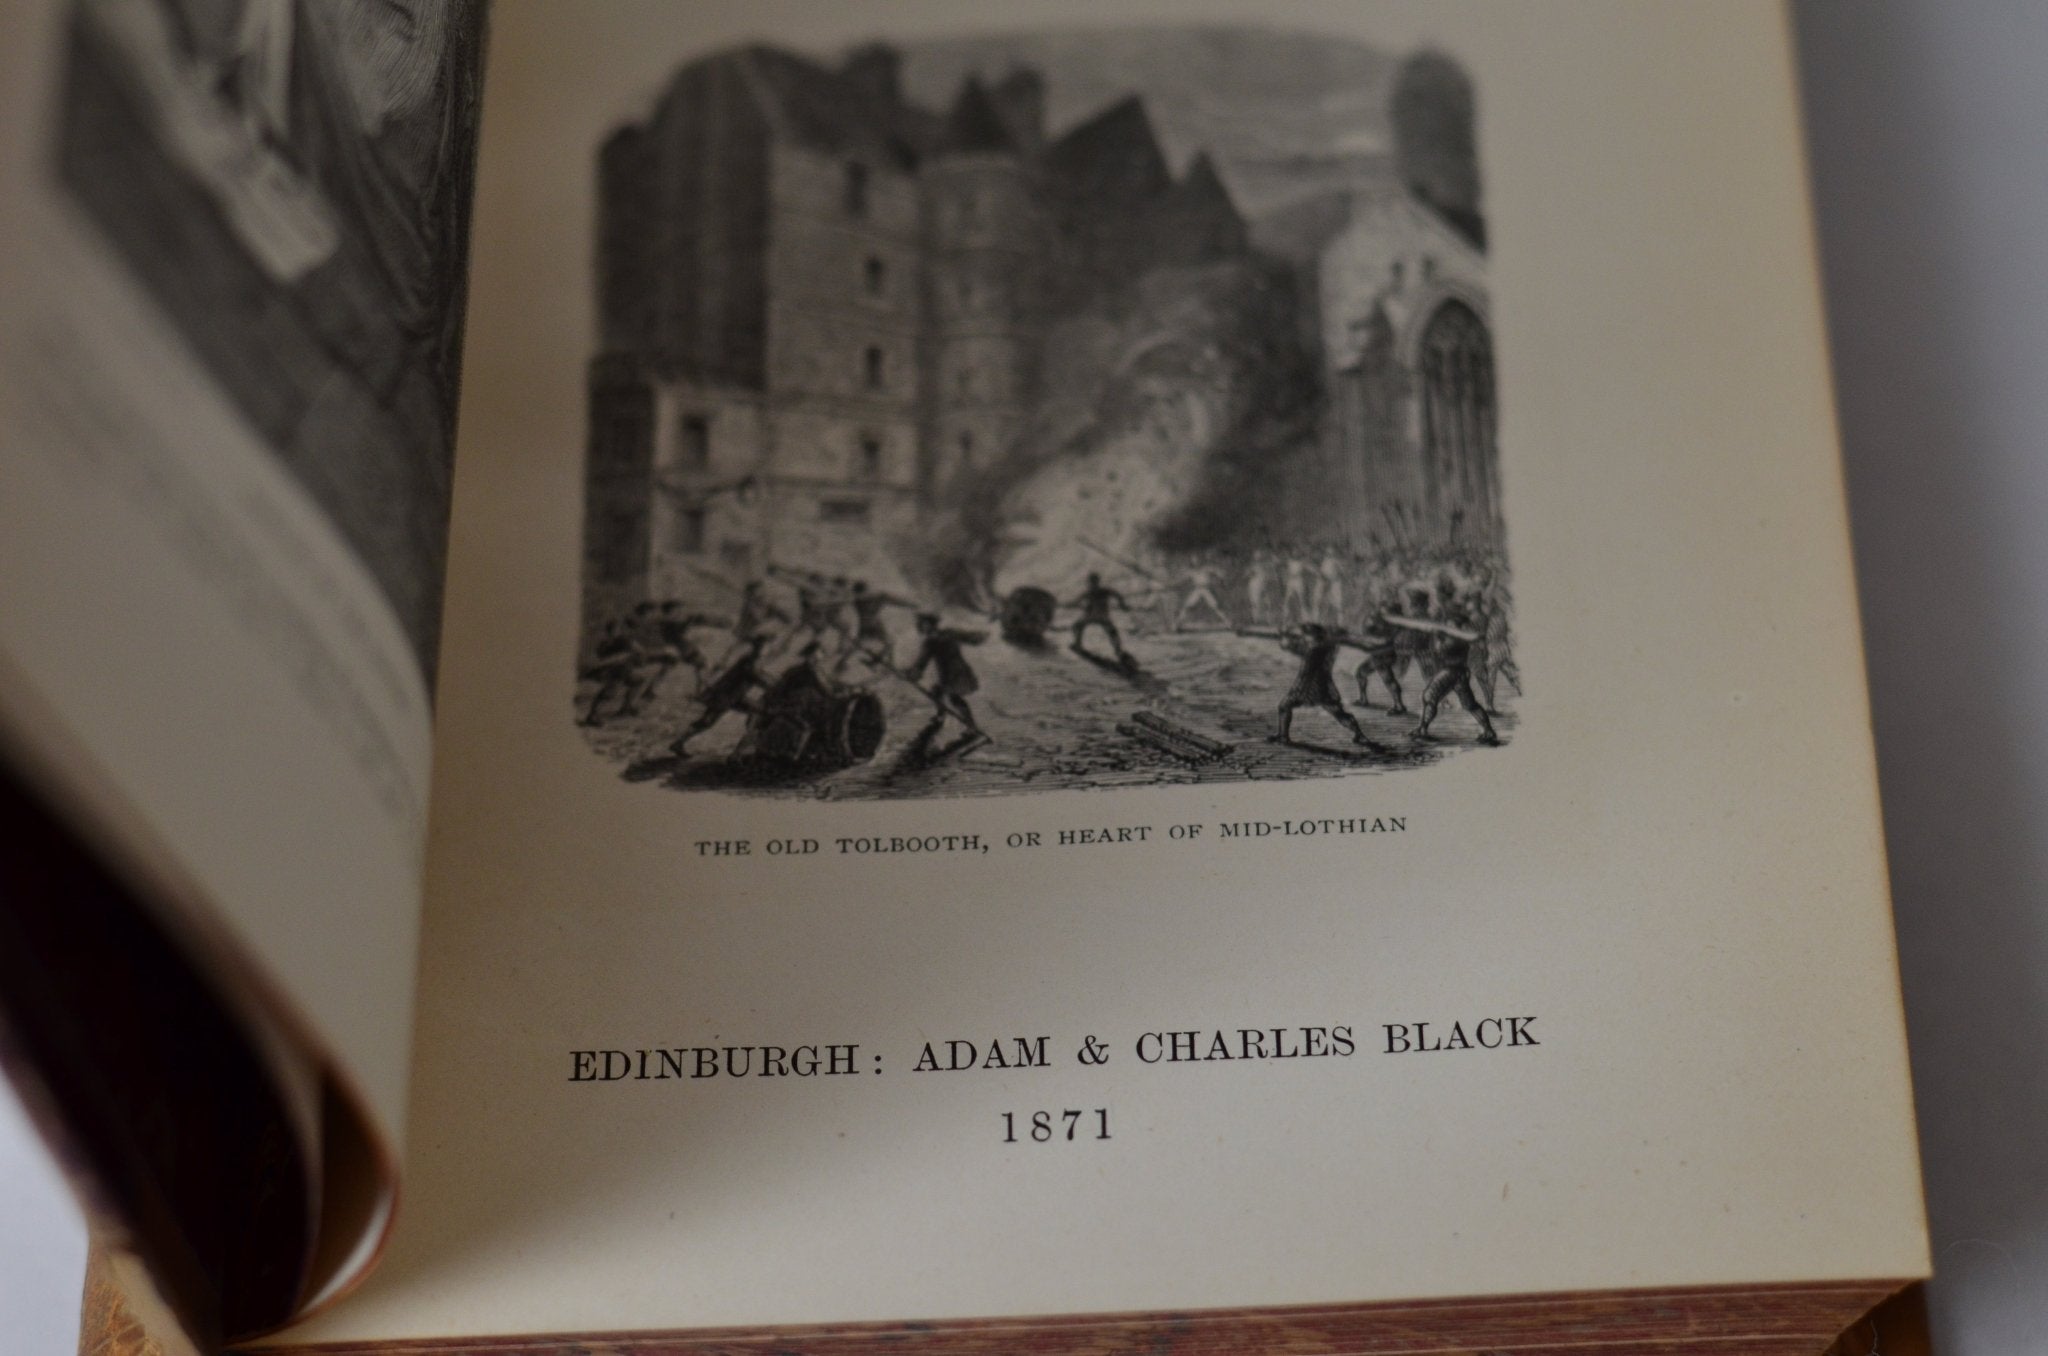 THE OLD TOLBOOTH, OR HEART OF MID-LOTHIAN
EDINBURGH: ADAM & CHARLES BLACK
1871